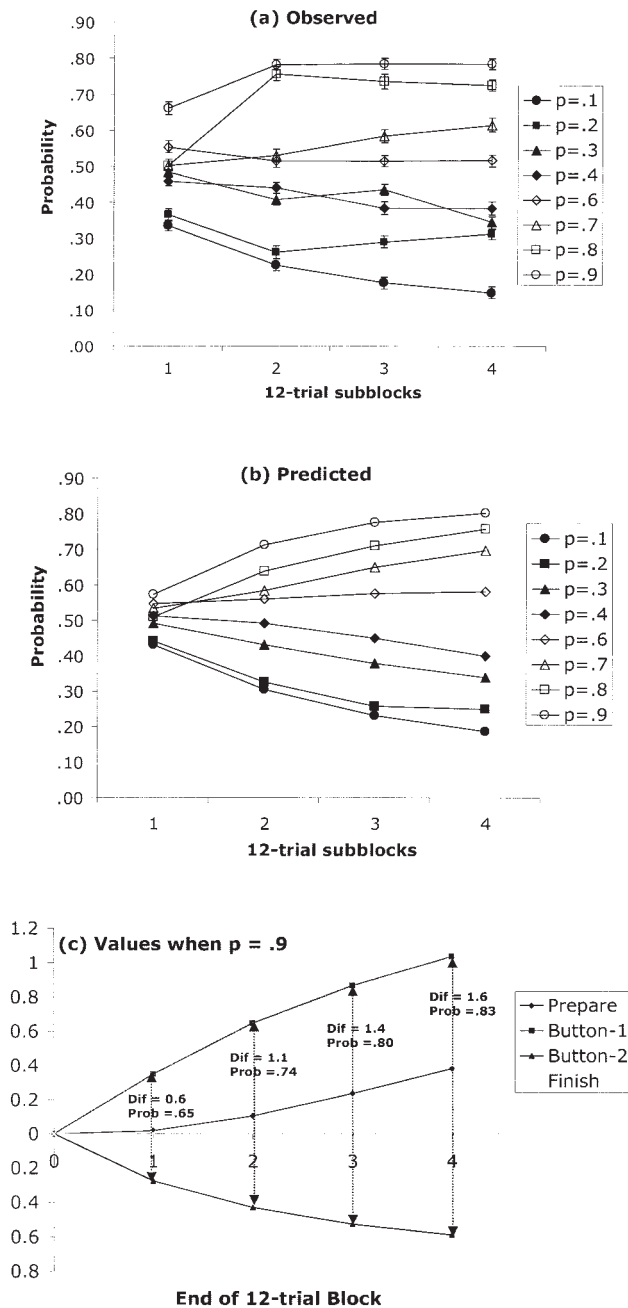 (a) Observed
.90
.80
.70
.60
.50
.40
.30
.20
.10
.00
Probability
1 2 3 4
12-trial subblocks
p=.1
p=.2
p=.3
p=.4
p=.6
p=.7
p=.8
p=.9
(b) Predicted
.90
.80
.70
.60
.50
.40
.30
.20
.10
.00
Probability
1 2 3 4
12-trial subblocks
p=.1
p=.2
p=.3
p=.4
p=.6
p=.7
p=.8
p=.9
(c) Values when p = .9
1.2
1
0.8
0.6
0.4
0.2
0
0.2
0.4
0.6
0.8
0 1 2 3 4
Dif = 0.6
Prob =.65
Dif = 1.1
Prob =.74
Dif = 1.4
Prob =.80
Dif = 1.6
Prob =.83
Prepare
Button-1
Button-2
Finish
End of 12-trial Block